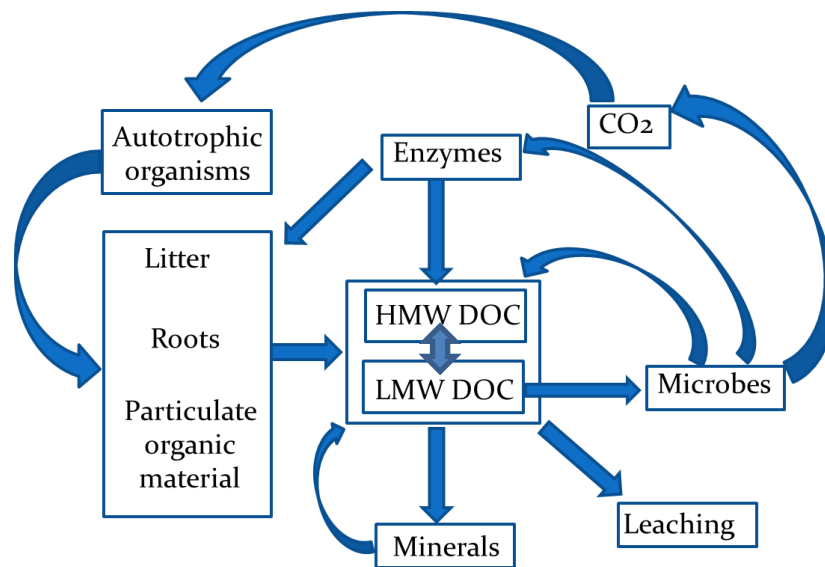 Autotrophic
organisms
CO2
Enzymes
Litter
Roots
Particulate
organic
material
HMW DOC
LMW DOC
Microbes
Leaching
Minerals